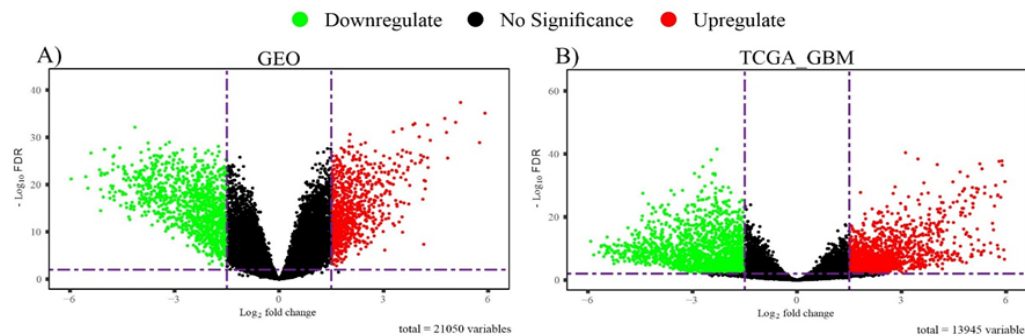 Downregulate No Significance Upregulate
A) GEO
- Log10 FDR
40
30
20
10
0
−6 −3 0 3 6
Log2 fold change
total = 21050 variables
B) TCGA_GBM
- Log10 FDR
60
40
20
0
−6 −3 0 3 6
Log2 fold change
total = 13945 variables